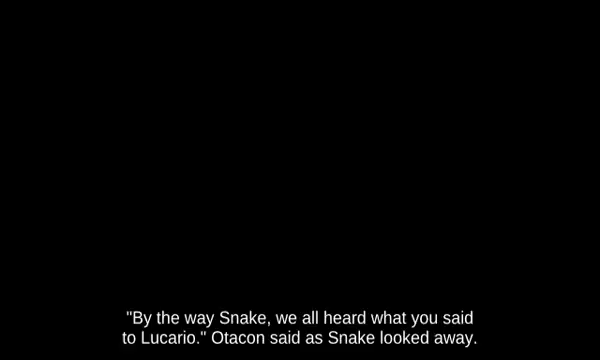 "By the way Snake, we all heard what you said
to Lucario." Otacon said as Snake looked away.